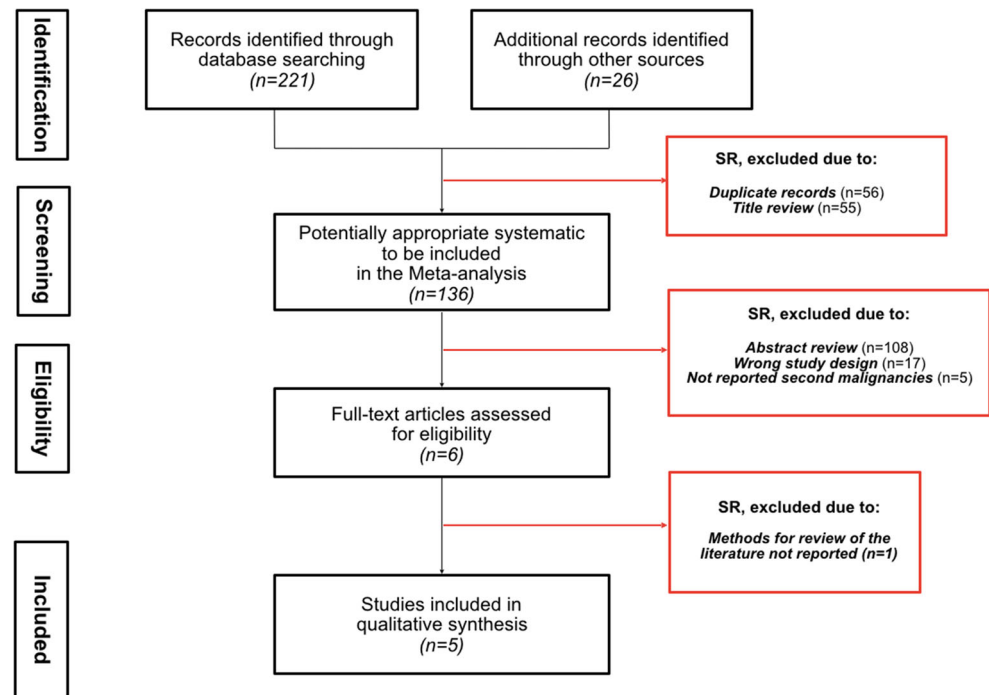 Identification
Records identified through
database searching
(n=221)
Additional records identified
through other sources
(n=26)
SR, excluded due to:
Duplicate records (n=56)
Title review (n=55)
Screening
Potentially appropriate systematic
to be included
in the Meta-analysis
(n=136)
SR, excluded due to:
Abstract review (n=108)
Wrong study design (n=17)
Not reported second malignancies (n=5)
Eligibility
Full-text articles assessed
for eligibility
(n=6)
SR, excluded due to:
Methods for review of the
literature not reported (n=1)
Included
Studies included in
qualitative synthesis
(n=5)